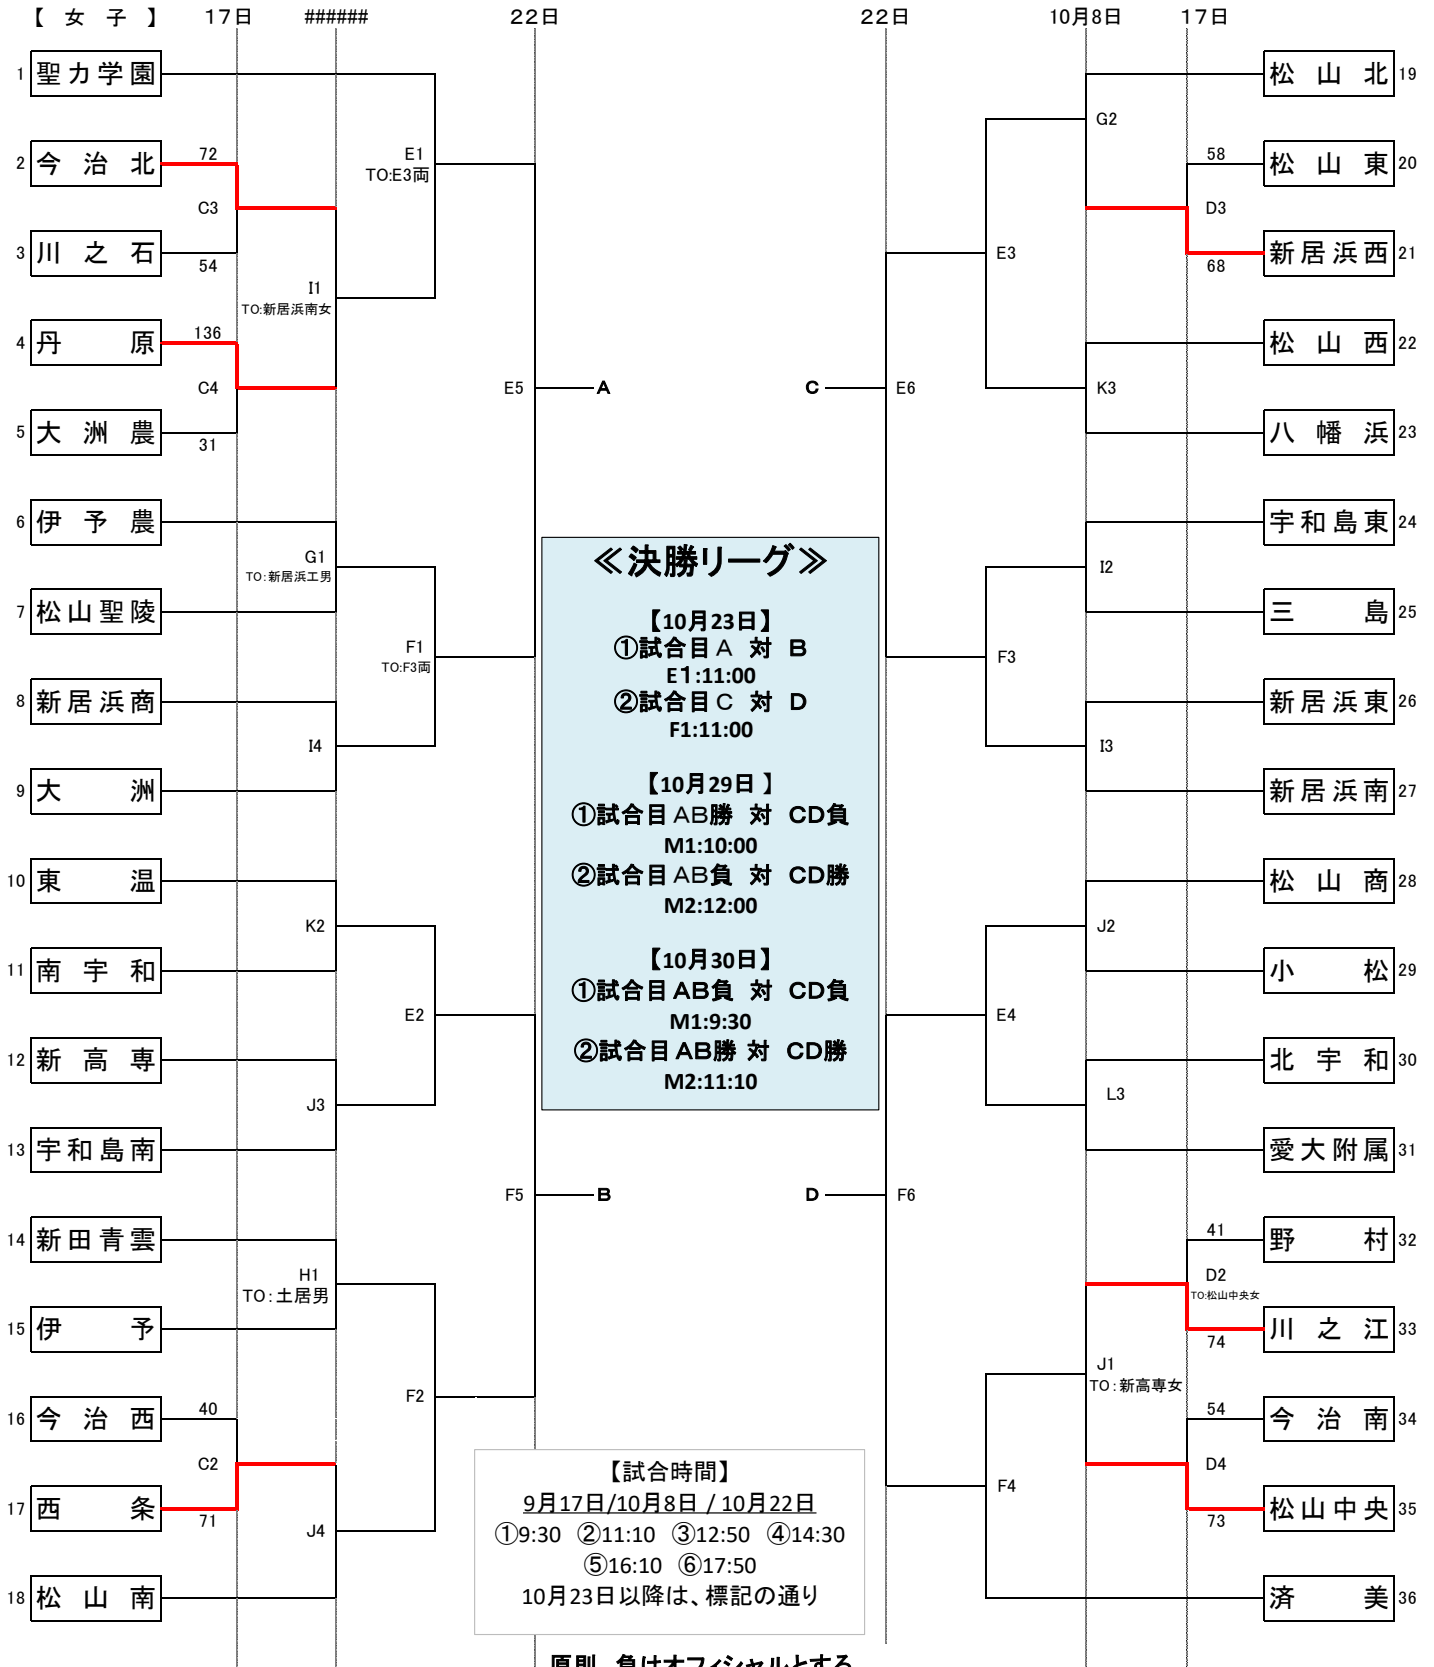 【 女 子 】 17日 ###### 22日 22日 10月8日 17日
1 聖力学園
2 今治北 72
C3
3 川之石 54
4 丹原 136
C4
5 大洲農 31
I1
TO:新居浜南女
E1
TO:E3両
6 伊予農
G1
TO:新居浜工男
7 松山聖陵
F1
TO:F3両
8 新居浜商
I4
9 大洲
E5 A
10 東温
K2
11 南宇和
E2
12 新高専
J3
13 宇和島南
F5 B
14 新田青雲
H1
TO:土居男
15 伊予
F2
16 今治西 40
C2
17 西条 71
J4
18 松山南
≪決勝リーグ≫
【10月23日】
①試合目A 対 B
E1:11:00
②試合目C 対 D
F1:11:00
【10月29日 】
①試合目AB勝 対 CD負
M1:10:00
②試合目AB負 対 CD勝
M2:12:00
【10月30日】
①試合目AB負 対 CD負
M1:9:30
②試合目AB勝 対 CD勝
M2:11:10
【試合時間】
9月17日/10月8日 / 10月22日
①9:30 ②11:10 ③12:50 ④14:30
⑤16:10 ⑥17:50
10月23日以降は、標記の通り
原則、負けオフィシャルとする
松山北 19
G2
58 松山東 20
D3
68 新居浜西 21
E3
松山西 22
K3
八幡浜 23
C E6
宇和島東 24
I2
三島 25
F3
新居浜東 26
I3
新居浜南 27
松山商 28
J2
小松 29
E4
北宇和 30
L3
愛大附属 31
D F6
41 野村 32
D2
TO:松山中央女
74 川之江 33
J1
TO:新高専女
54 今治南 34
D4
73 松山中央 35
F4
済美 36